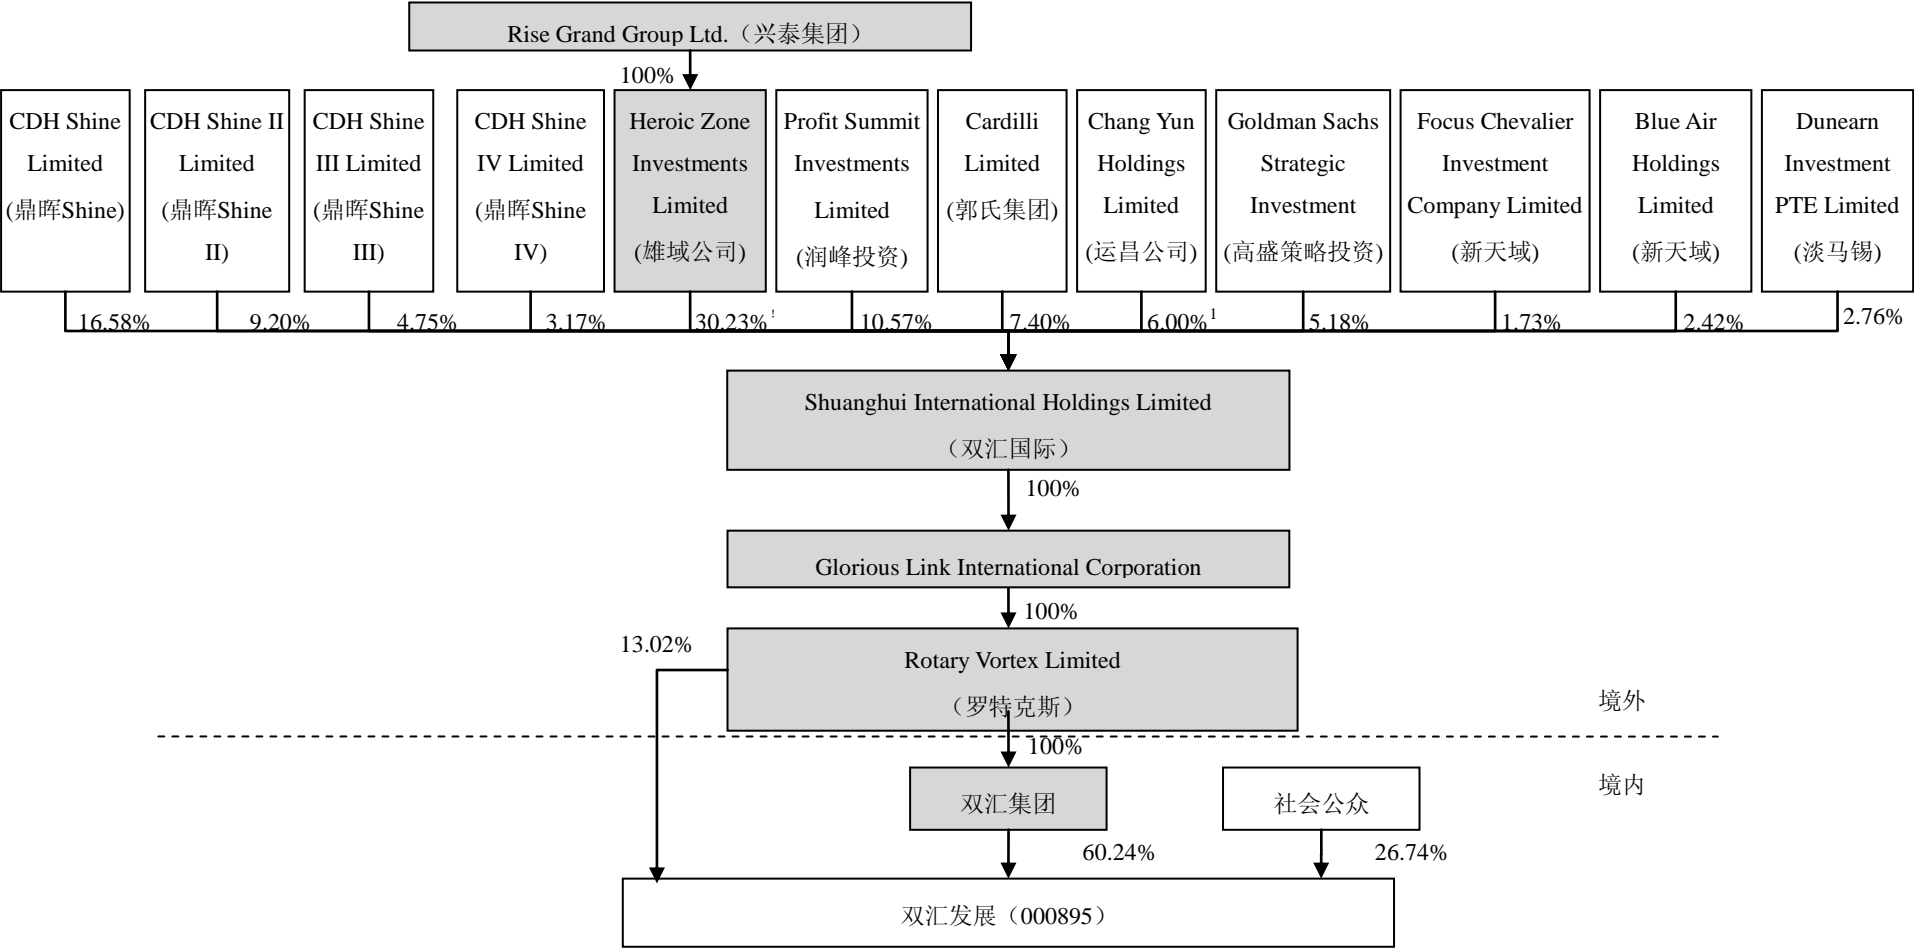 Rise Grand Group Ltd.（兴泰集团）
100%
CDH Shine
Limited
(鼎晖Shine)
CDH Shine II
Limited
(鼎晖Shine
II)
CDH Shine
III Limited
(鼎晖Shine
III)
CDH Shine
IV Limited
(鼎晖Shine
IV)
Heroic Zone
Investments
Limited
(雄域公司)
Profit Summit
Investments
Limited
(润峰投资)
Cardilli
Limited
(郭氏集团)
Chang Yun
Holdings
Limited
(运昌公司)
Goldman Sachs
Strategic
Investment
(高盛策略投资)
Focus Chevalier
Investment
Company Limited
(新天域)
Blue Air
Holdings
Limited
(新天域)
Dunearn
Investment
PTE Limited
(淡马锡)
16.58%
9.20%
4.75%
3.17%
30.23%
10.57%
7.40%
6.00%1
5.18%
1.73%
2.42%
2.76%
Shuanghui International Holdings Limited
（双汇国际）
100%
Glorious Link International Corporation
100%
13.02%
Rotary Vortex Limited
（罗特克斯）
境外
100%
境内
双汇集团
社会公众
60.24%
26.74%
双汇发展（000895）